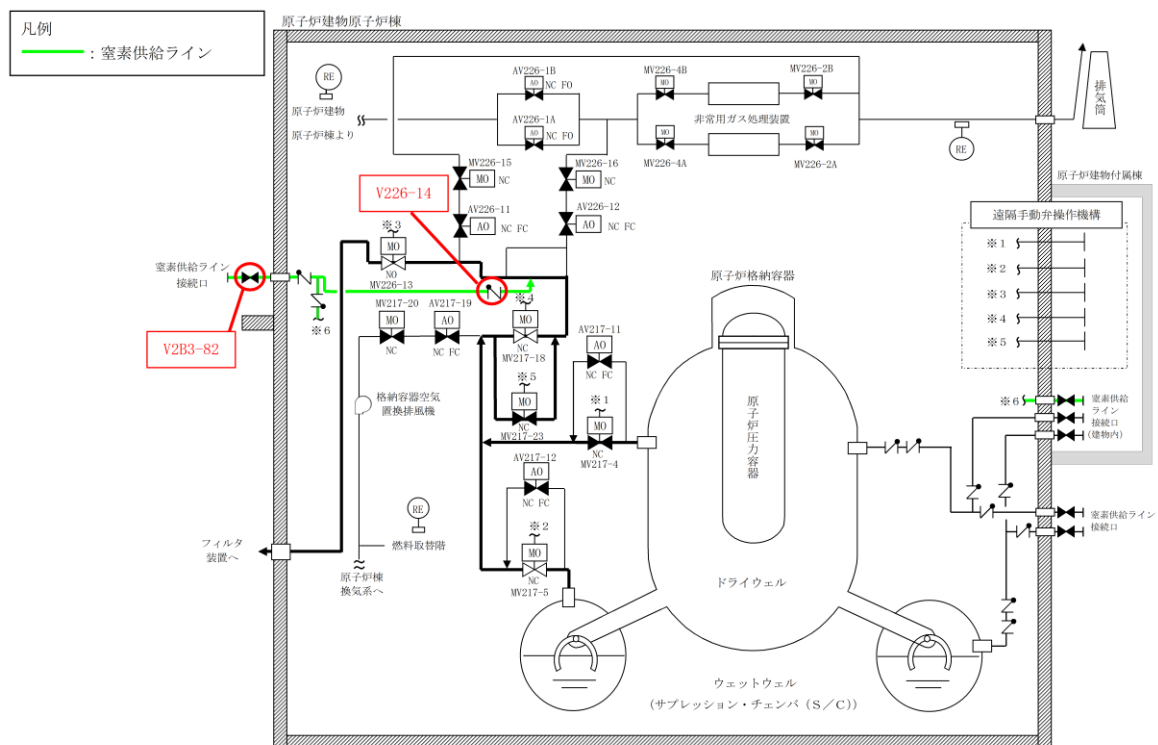 凡例
：窒素供給ライン
原子炉建物原子炉棟
RE
原子炉建物
原子炉棟より
AV226-1B
AO
NC FO
AV226-1A
AO
NC FO
MV226-4B
MO
MV226-2B
MO
非常用ガス処理装置
MO
MV226-4A
MO
MV226-2A
RE
排気筒
MV226-15
MO
NC
MV226-16
MO
NC
V226-14
AV226-11
AO
NC FC
AV226-12
AO
NC FC
原子炉建物付属棟
遠隔手動弁操作機構
※1
※2
※3
※4
※5
※3
MO
NO
MV226-13
窒素供給ライン
接続口
※6
V2B3-82
MV217-20
MO
NC
AV217-19
AO
NC FC
※4
MO
NC
MV217-18
AV217-11
AO
NC FC
※5
MO
NC
MV217-23
※1
MO
NC
MV217-4
格納容器空気
置換排風機
AV217-12
AO
NC FC
※2
MO
NC
MV217-5
RE
燃料取替階
原子炉棟
換気系へ
フィルタ
装置へ
原子炉格納容器
原子炉圧力容器
ドライウェル
ウェットウェル
(サプレッション・チェンバ（S／C）)
※6
窒素供給
ライン
接続口
(建物内)
窒素供給ライン
接続口